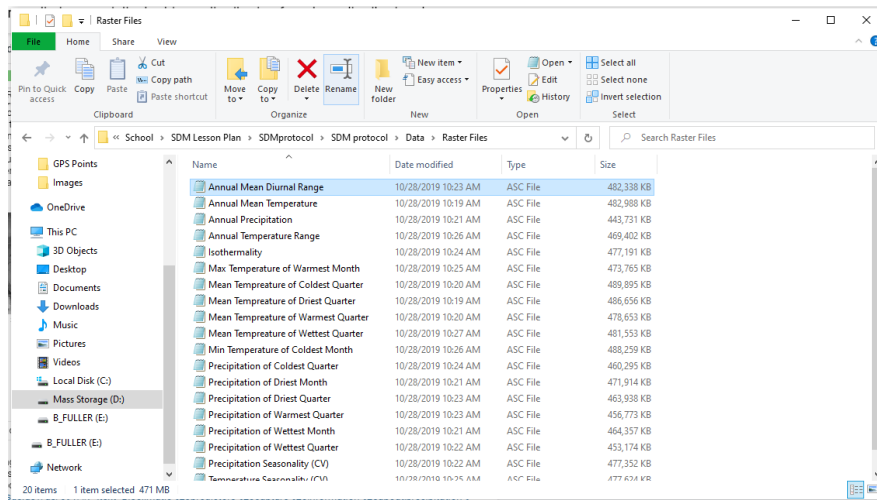 Raster Files
File Home Share View
Pin to Quick access
Copy
Paste
Cut
Copy path
Paste shortcut
Clipboard
Move to
Copy to
Delete
Rename
Organize
New folder
New item
Easy access
New
Properties
Open
Edit
History
Open
Select all
Select none
Invert selection
Select
« School > SDM Lesson Plan > SDMprotocol > SDM protocol > Data > Raster Files
Search Raster Files
GPS Points
Images
OneDrive
This PC
3D Objects
Desktop
Documents
Downloads
Music
Pictures
Videos
Local Disk (C:)
Mass Storage (D:)
B_FULLER (E:)
B_FULLER (E:)
Network
Name Date modified Type Size
Annual Mean Diurnal Range 10/28/2019 10:23 AM ASC File 482,338 KB
Annual Mean Temperature 10/28/2019 10:19 AM ASC File 482,988 KB
Annual Precipitation 10/28/2019 10:21 AM ASC File 443,731 KB
Annual Temperature Range 10/28/2019 10:26 AM ASC File 469,402 KB
Isothermality 10/28/2019 10:24 AM ASC File 477,191 KB
Max Temperature of Warmest Month 10/28/2019 10:25 AM ASC File 473,765 KB
Mean Tempreature of Coldest Quarter 10/28/2019 10:20 AM ASC File 489,895 KB
Mean Tempreature of Driest Quarter 10/28/2019 10:19 AM ASC File 486,656 KB
Mean Tempreature of Warmest Quarter 10/28/2019 10:20 AM ASC File 478,653 KB
Mean Tempreature of Wettest Quarter 10/28/2019 10:27 AM ASC File 481,553 KB
Min Temperature of Coldest Month 10/28/2019 10:26 AM ASC File 488,259 KB
Precipitation of Coldest Quarter 10/28/2019 10:24 AM ASC File 460,295 KB
Precipitation of Driest Month 10/28/2019 10:21 AM ASC File 471,914 KB
Precipitation of Driest Quarter 10/28/2019 10:23 AM ASC File 463,938 KB
Precipitation of Warmest Quarter 10/28/2019 10:23 AM ASC File 456,773 KB
Precipitation of Wettest Month 10/28/2019 10:21 AM ASC File 464,357 KB
Precipitation of Wettest Quarter 10/28/2019 10:22 AM ASC File 453,174 KB
Precipitation Seasonality (CV) 10/28/2019 10:22 AM ASC File 477,352 KB
Temperature Seasonality (CV) 10/28/2019 10:25 AM ASC File 477,624 KB
20 items 1 item selected 471 MB